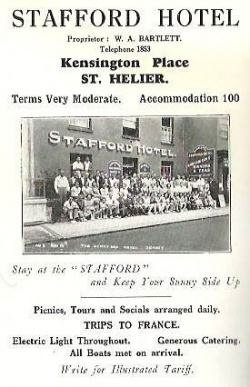 STAFFORD HOTEL
Proprietor : W. A. BARTLETT.
Telephone 1853
Kensington Place
ST. HELIER.
Terms Very Moderate. Accommodation 100
STAFFORD HOTEL.
Stay at the "STAFFORD"
and Keep Your Sunny Side Up
Picnics, Tours and Socials arranged daily.
TRIPS TO FRANCE.
Electric Light Throughout. Generous Catering.
All Boats met on arrival.
Write for Illustrated Tariff.